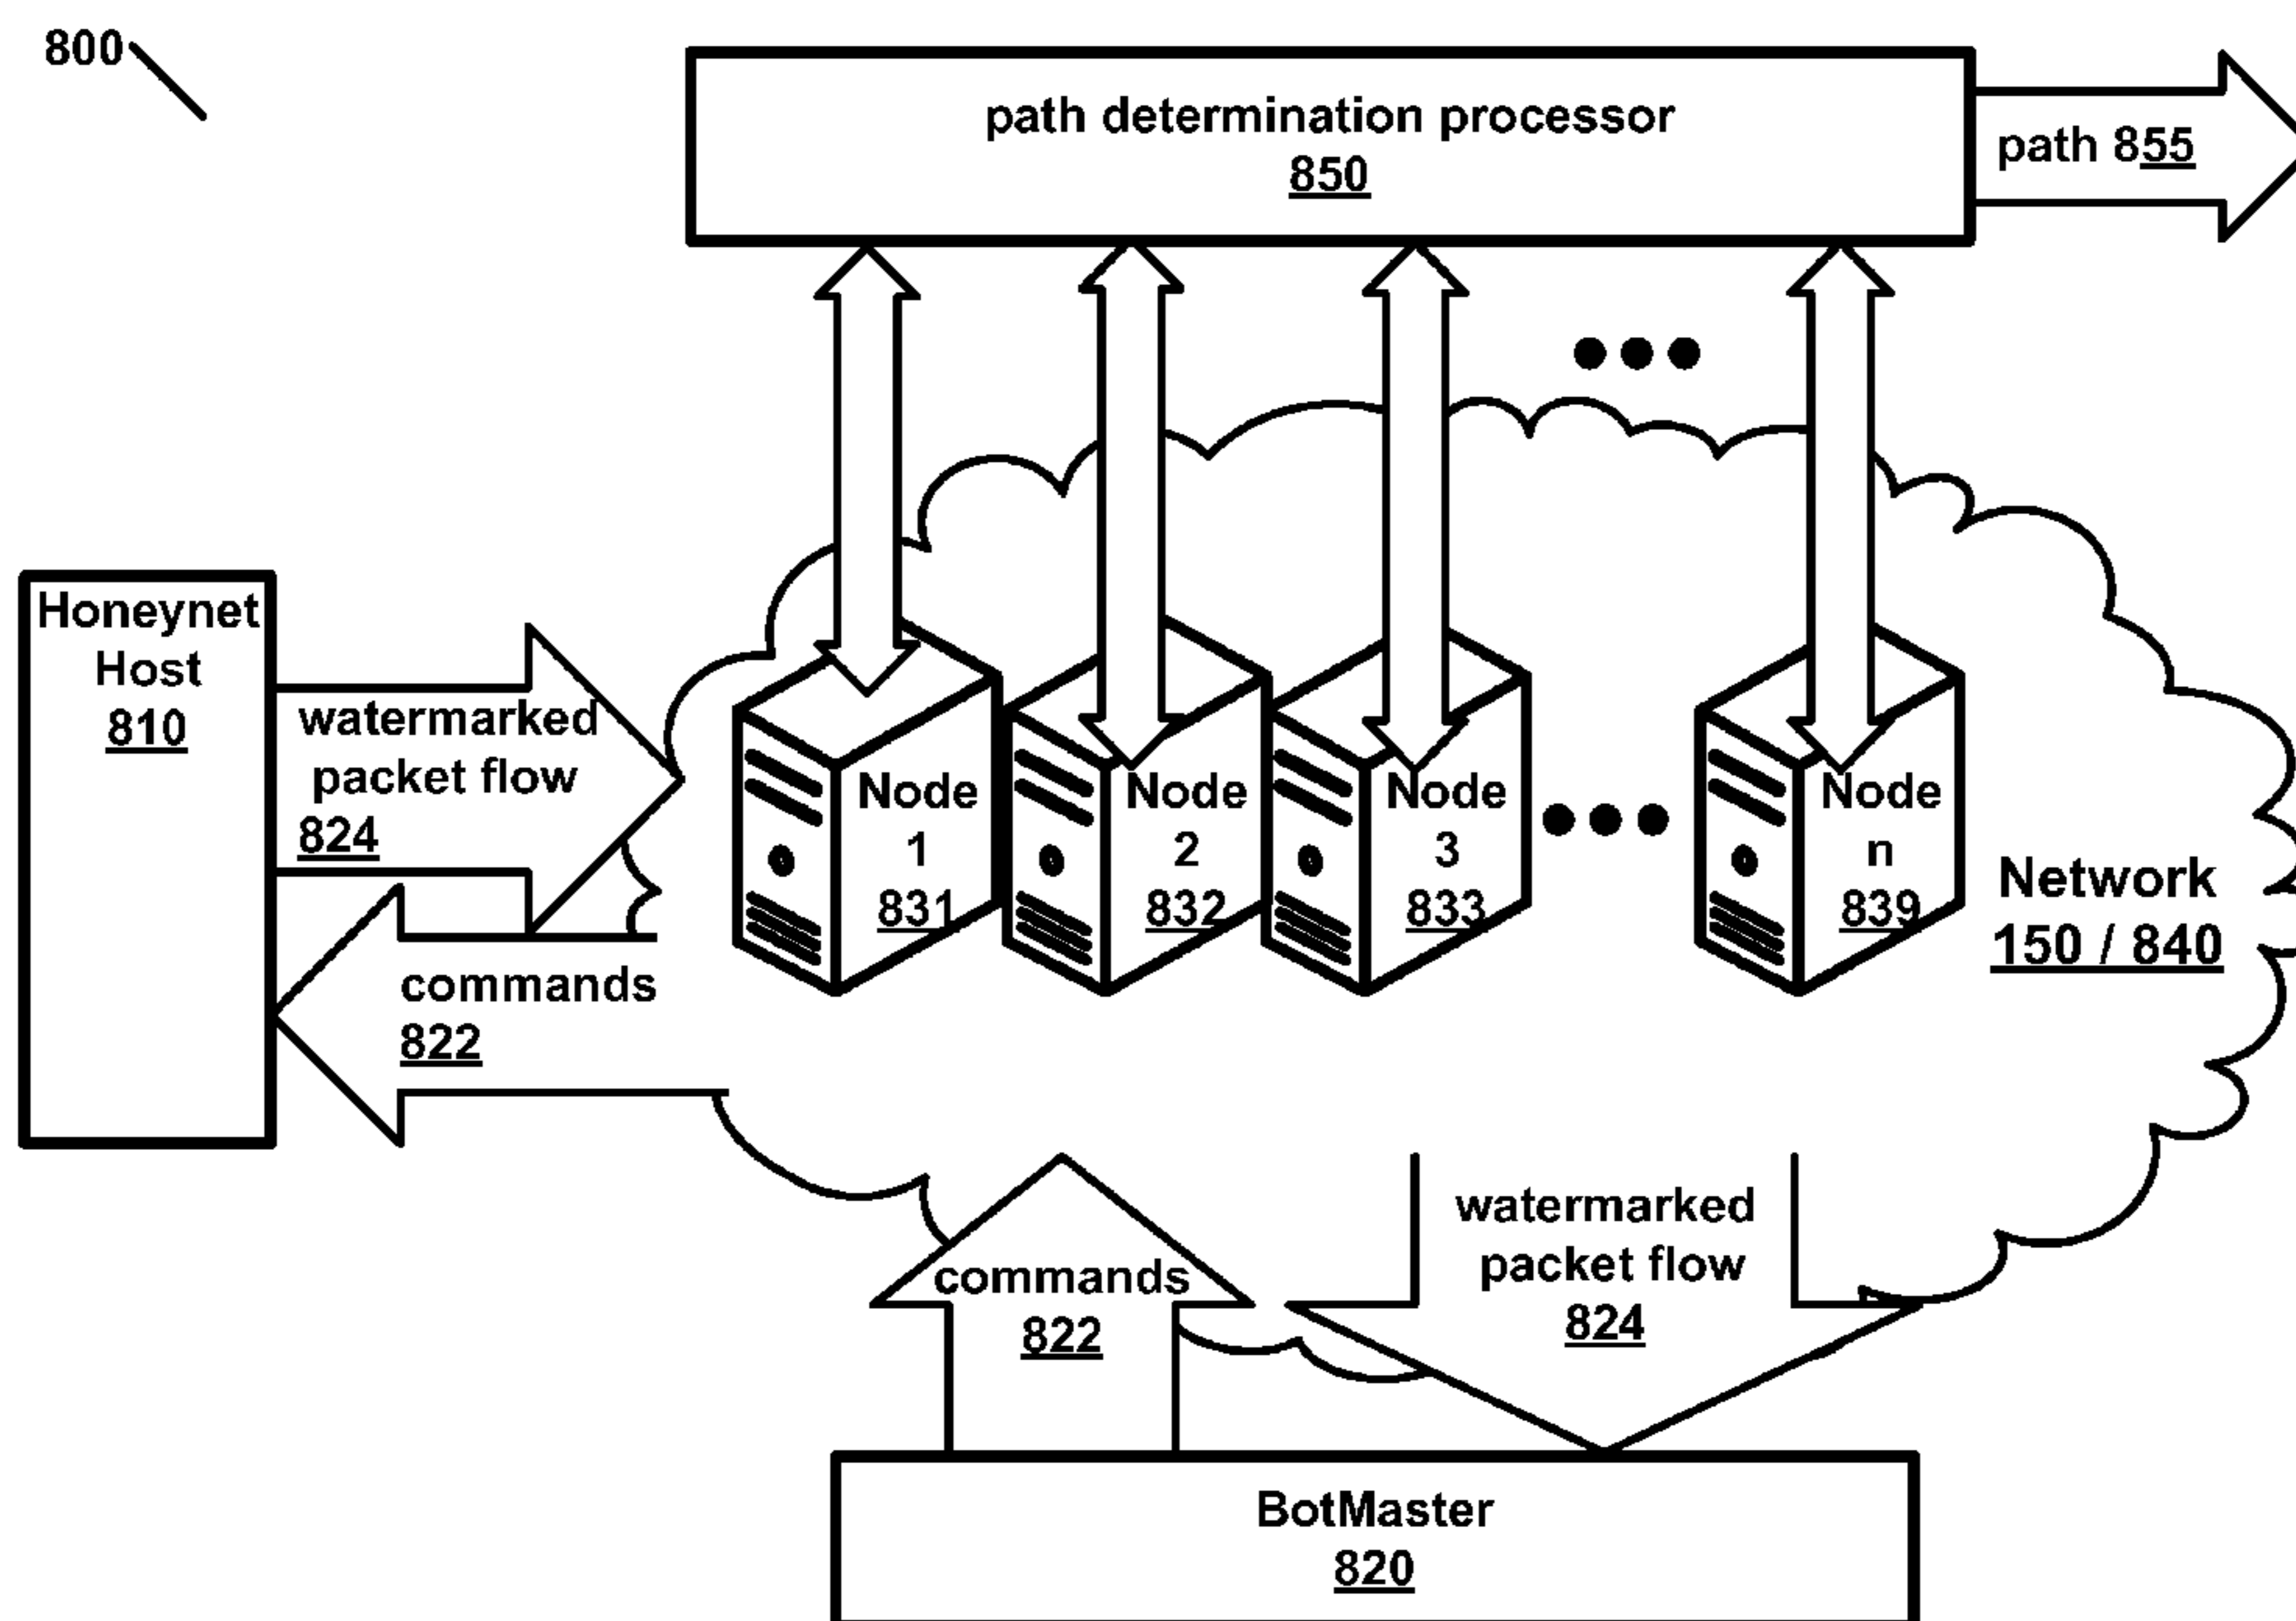 800
path determination processor
850
path 855
Honeynet
Host
810
watermarked
packet flow
824
commands
822
Node
1
831
Node
2
832
Node
3
833
Node
n
839
Network
150 / 840
commands
822
watermarked
packet flow
824
BotMaster
820